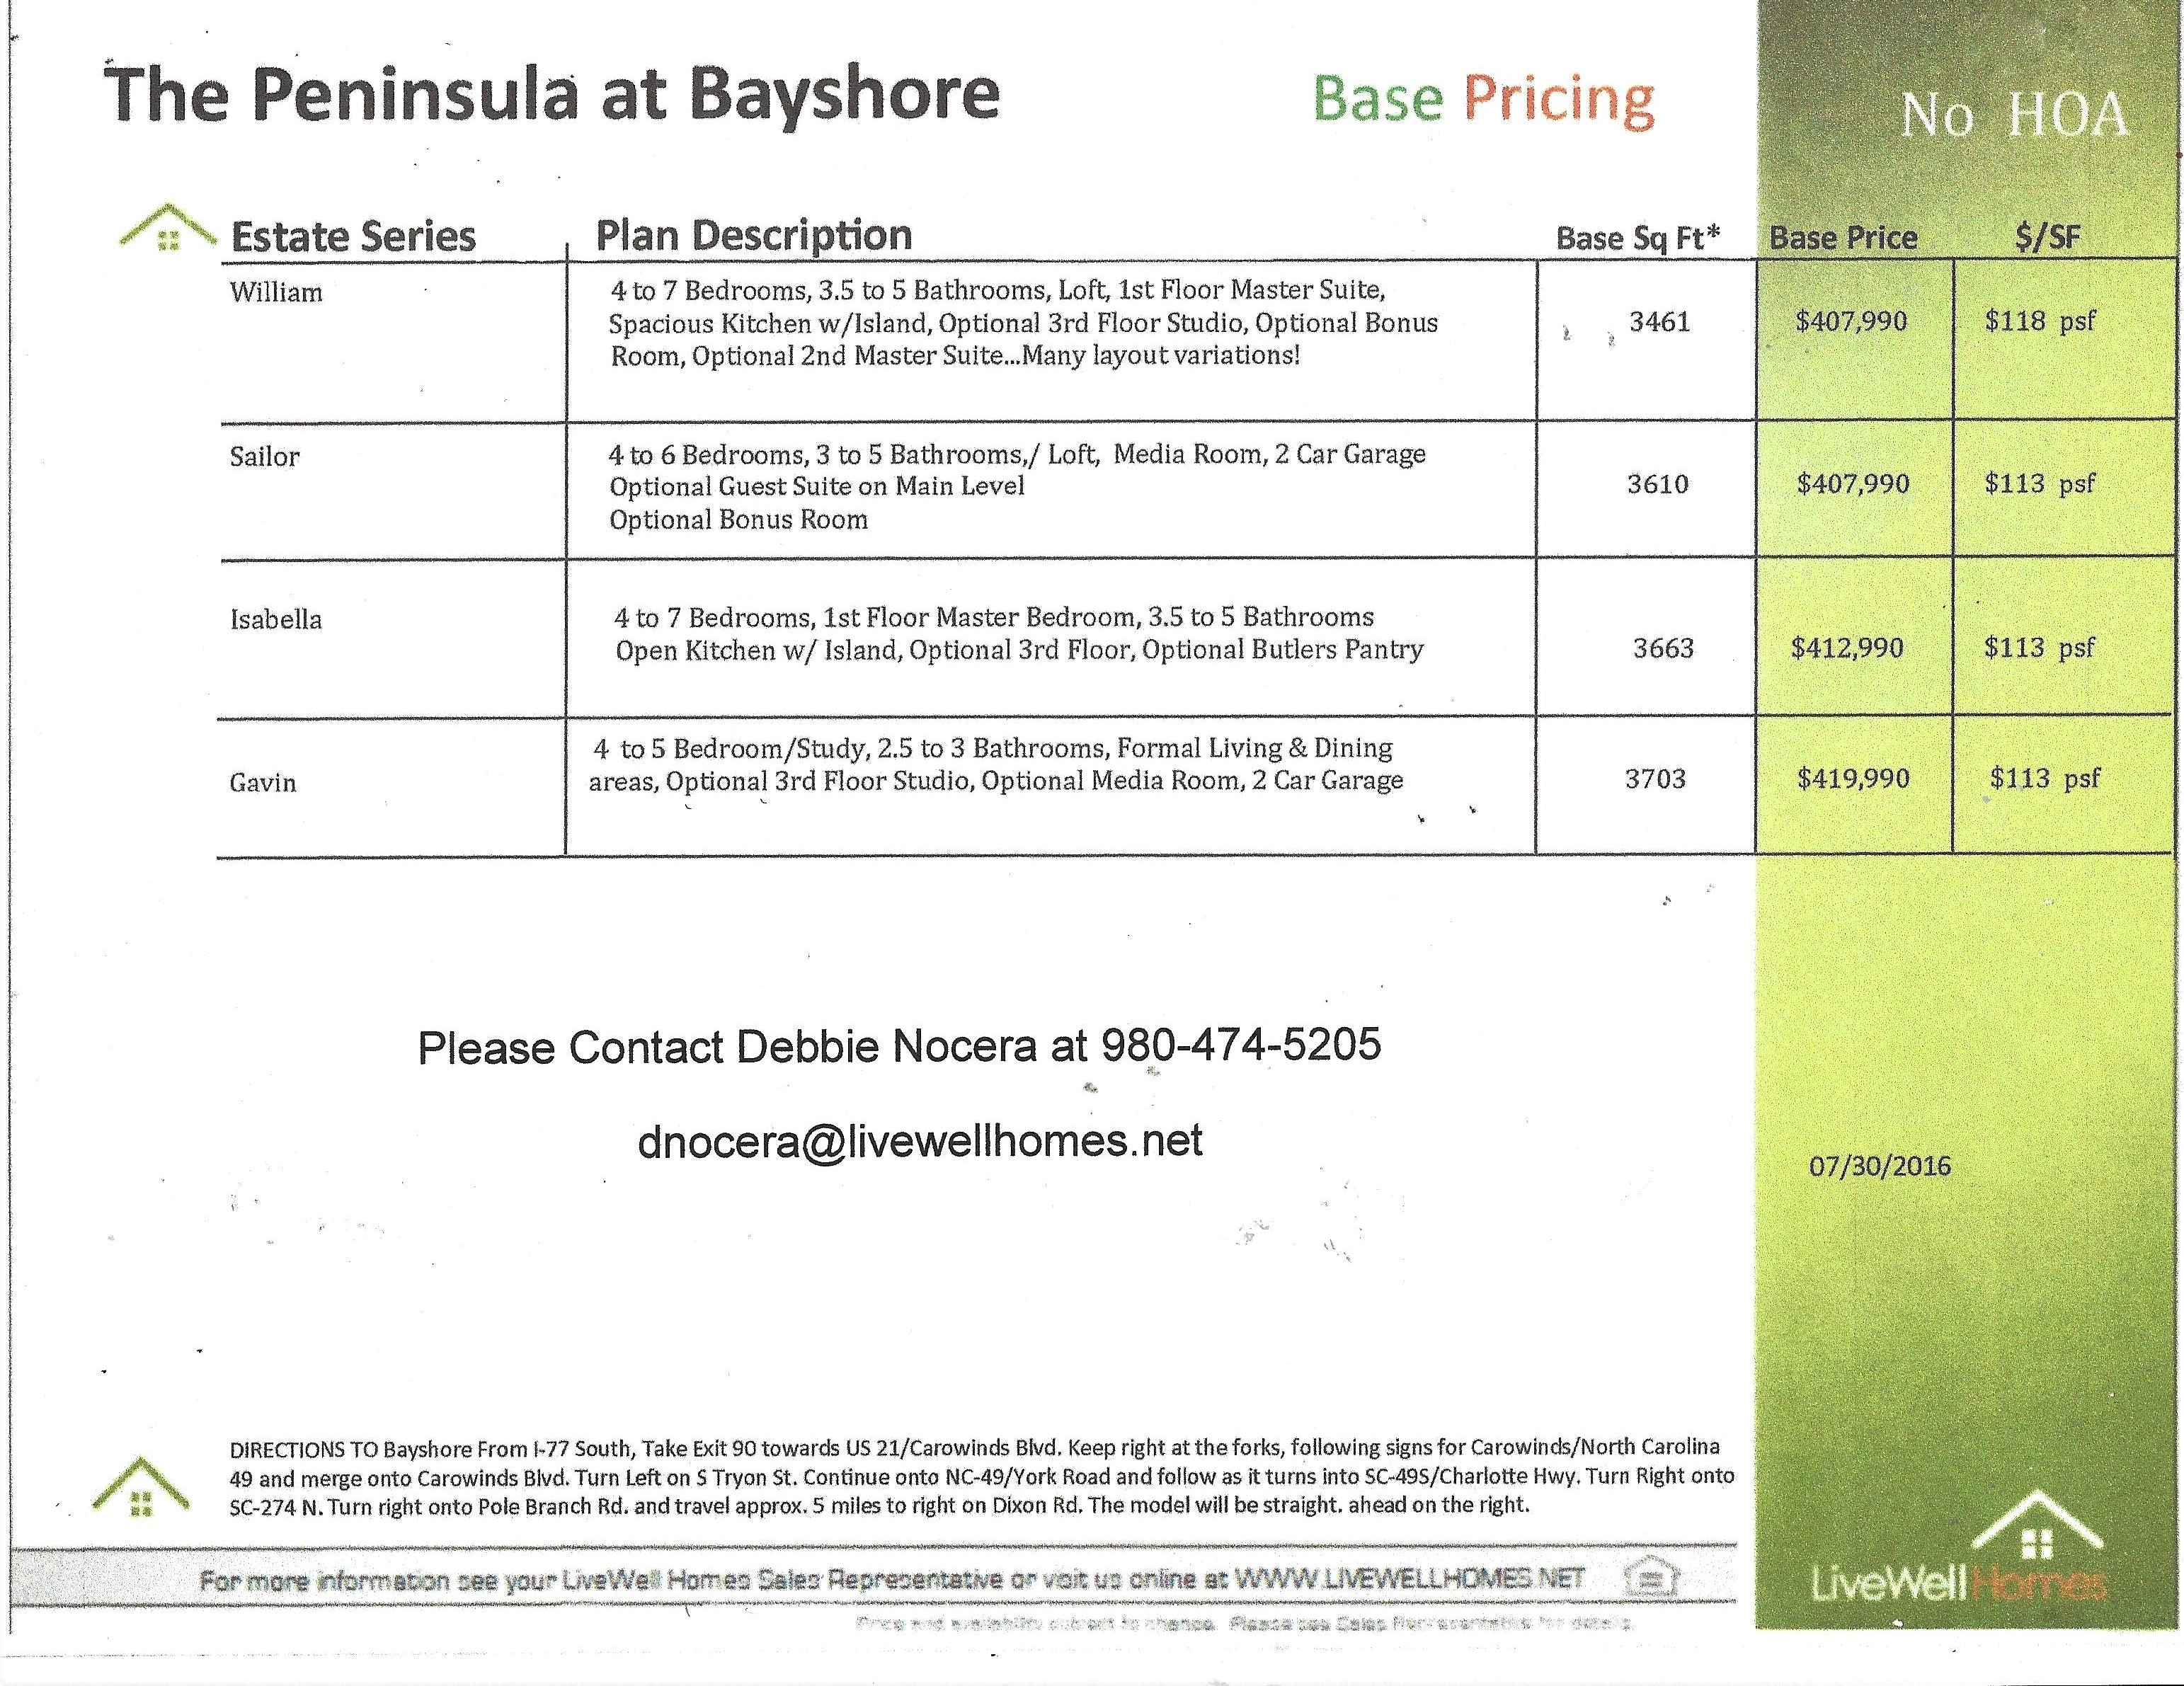 The Peninsula at Bayshore
Base Pricing
No HOA
Estate Series Plan Description Base Sq Ft* Base Price $/SF
William
4 to 7 Bedrooms, 3.5 to 5 Bathrooms, Loft, 1st Floor Master Suite,
Spacious Kitchen w/Island, Optional 3rd Floor Studio, Optional Bonus
Room, Optional 2nd Master Suite...Many layout variations!
3461 $407,990 $118 psf
Sailor
4 to 6 Bedrooms, 3 to 5 Bathrooms,/ Loft, Media Room, 2 Car Garage
Optional Guest Suite on Main Level
Optional Bonus Room
3610 $407,990 $113 psf
Isabella
4 to 7 Bedrooms, 1st Floor Master Bedroom, 3.5 to 5 Bathrooms
Open Kitchen w/ Island, Optional 3rd Floor, Optional Butlers Pantry
3663 $412,990 $113 psf
Gavin
4 to 5 Bedroom/Study, 2.5 to 3 Bathrooms, Formal Living & Dining
areas, Optional 3rd Floor Studio, Optional Media Room, 2 Car Garage
3703 $419,990 $113 psf
Please Contact Debbie Nocera at 980-474-5205
dnocera@livewellhomes.net
07/30/2016
DIRECTIONS TO Bayshore From I-77 South, Take Exit 90 towards US 21/Carowinds Blvd. Keep right at the forks, following signs for Carowinds/North Carolina
49 and merge onto Carowinds Blvd. Turn Left on S Tryon St. Continue onto NC-49/York Road and follow as it turns into SC-49S/Charlotte Hwy. Turn Right onto
SC-274 N. Turn right onto Pole Branch Rd. and travel approx. 5 miles to right on Dixon Rd. The model will be straight. ahead on the right.
For more information see your LiveWell Homes Sales Representative or visit us online at WWW.LIVEWELLHOMES.NET
LiveWell Homes
Price and availability subject to change. Please see Sales Representative for details.